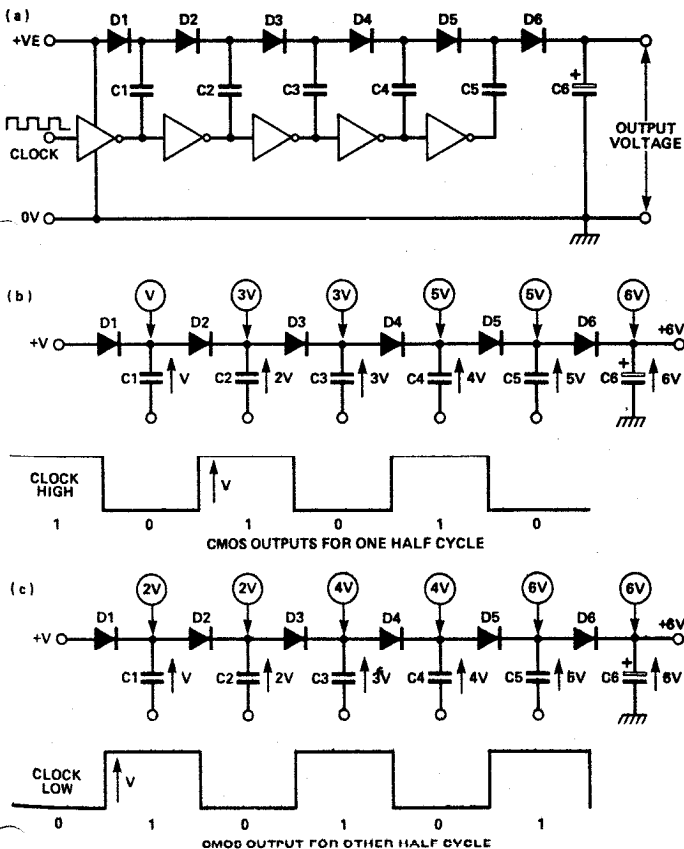 (a)
D1 D2 D3 D4 D5 D6
+VE
C1 C2 C3 C4 C5 C6 +
CLOCK
OUTPUT
VOLTAGE
0V
(b)
V 3V 3V 5V 5V 6V
D1 D2 D3 D4 D5 D6
+V +6V
C1 V C2 2V C3 3V C4 4V C5 5V C6 + 6V
CLOCK
HIGH
V
1 0 1 0 1 0
CMOS OUTPUTS FOR ONE HALF CYCLE
(c)
2V 2V 4V 4V 6V 6V
D1 D2 D3 D4 D5 D6
+V +6V
C1 V C2 2V C3 3V C4 4V C5 5V C6 + 6V
CLOCK
LOW
V
0 1 0 1 0 1
CMOS OUTPUT FOR OTHER HALF CYCLE